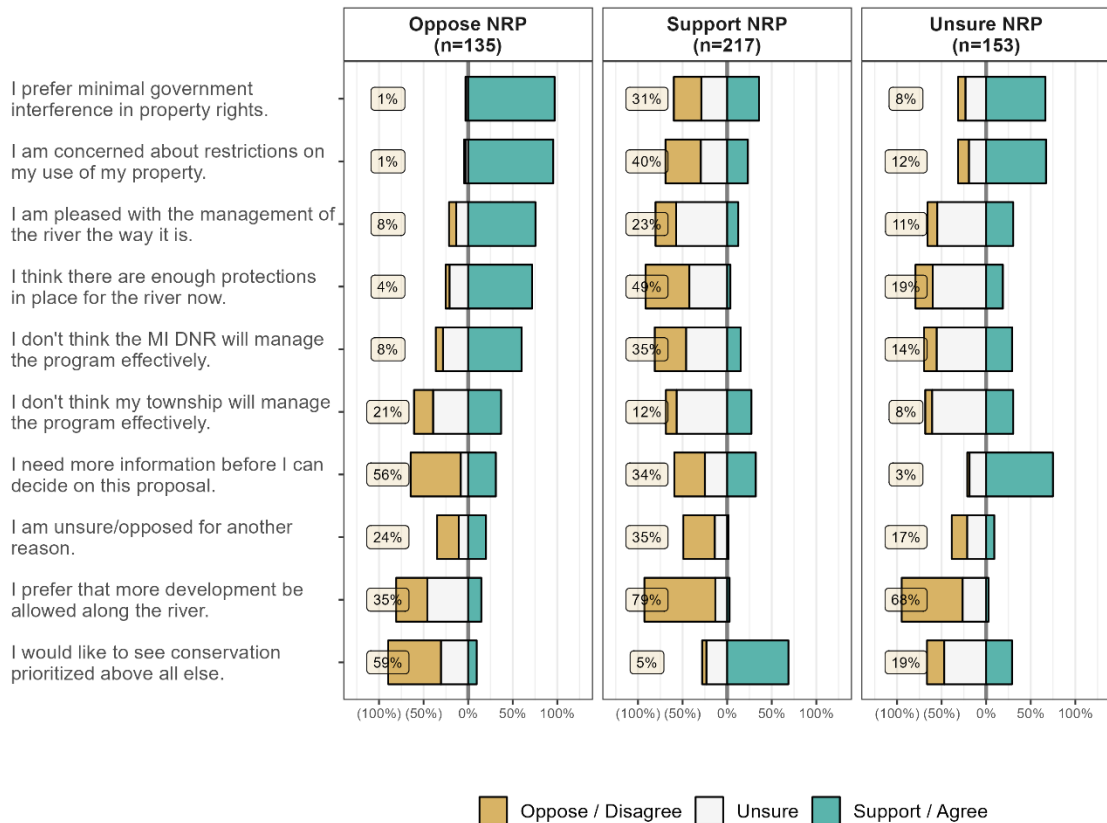 Oppose NRP
(n=135)
Support NRP
(n=217)
Unsure NRP
(n=153)
I prefer minimal government
interference in property rights.
1%
31%
8%
I am concerned about restrictions on
my use of my property.
1%
40%
12%
I am pleased with the management of
the river the way it is.
8%
23%
11%
I think there are enough protections
in place for the river now.
4%
49%
19%
I don't think the MI DNR will manage
the program effectively.
8%
35%
14%
I don't think my township will manage
the program effectively.
21%
12%
8%
I need more information before I can
decide on this proposal.
56%
34%
3%
I am unsure/opposed for another
reason.
24%
35%
17%
I prefer that more development be
allowed along the river.
35%
79%
68%
I would like to see conservation
prioritized above all else.
59%
5%
19%
(100%) (50%) 0% 50% 100%
(100%) (50%) 0% 50% 100%
(100%) (50%) 0% 50% 100%
Oppose / Disagree Unsure Support / Agree